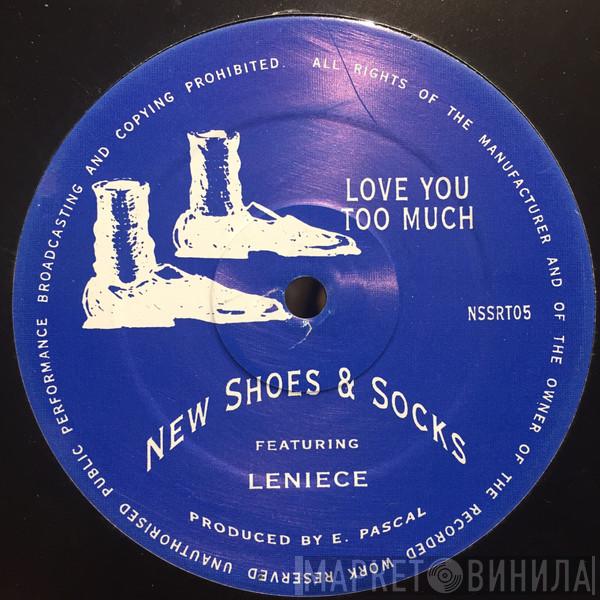 ALL RIGHTS OF THE MANUFACTURER AND OF THE OWNER OF THE RECORDED WORK RESERVED UNAUTHORISED PUBLIC PERFORMANCE BROADCASTING AND COPYING PROHIBITED.
LOVE YOU
TOO MUCH
NSSRT05
NEW SHOES & SOCKS
FEATURING
LENIECE
PRODUCED BY E. PASCAL
МАРКЕТ ВИНИЛА